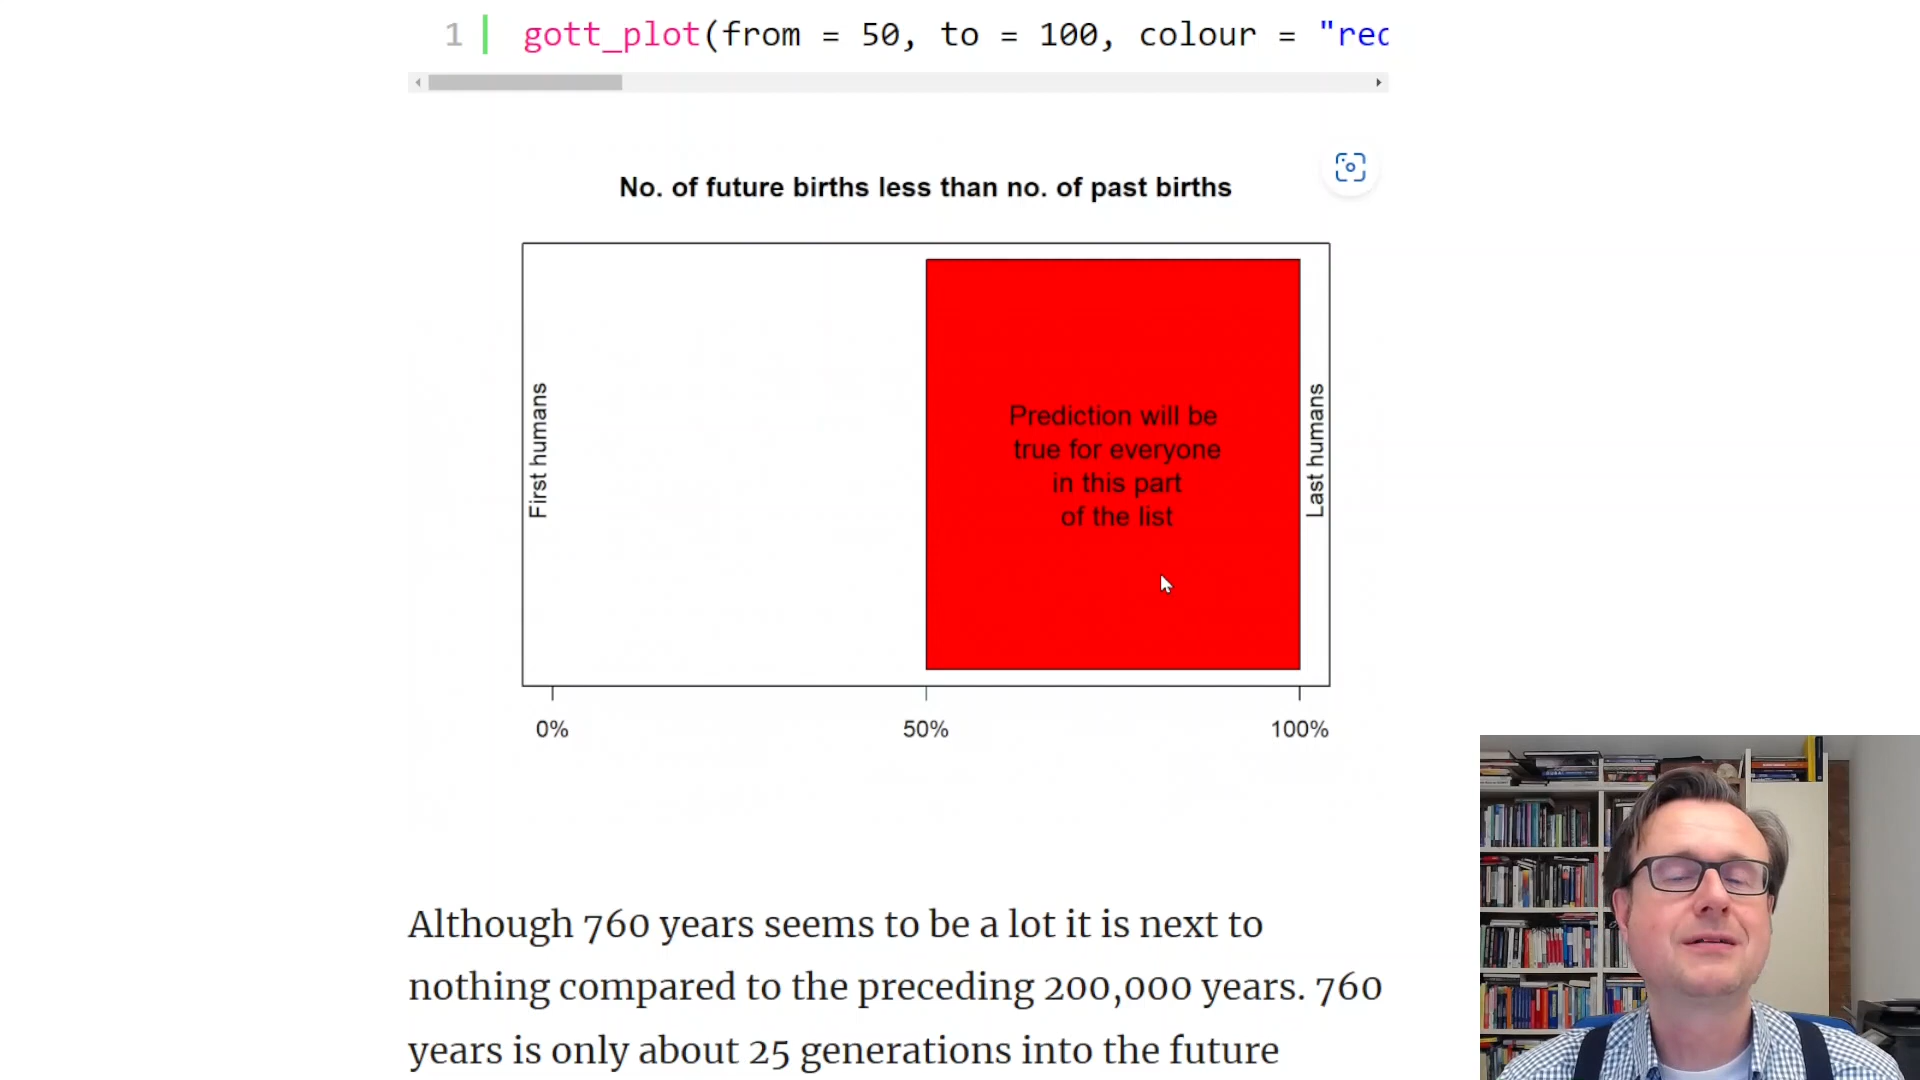 1 gott_plot(from = 50, to = 100, colour = "red
No. of future births less than no. of past births
First humans
Prediction will be
true for everyone
in this part
of the list
Last humans
0% 50% 100%
Although 760 years seems to be a lot it is next to
nothing compared to the preceding 200,000 years. 760
years is only about 25 generations into the future